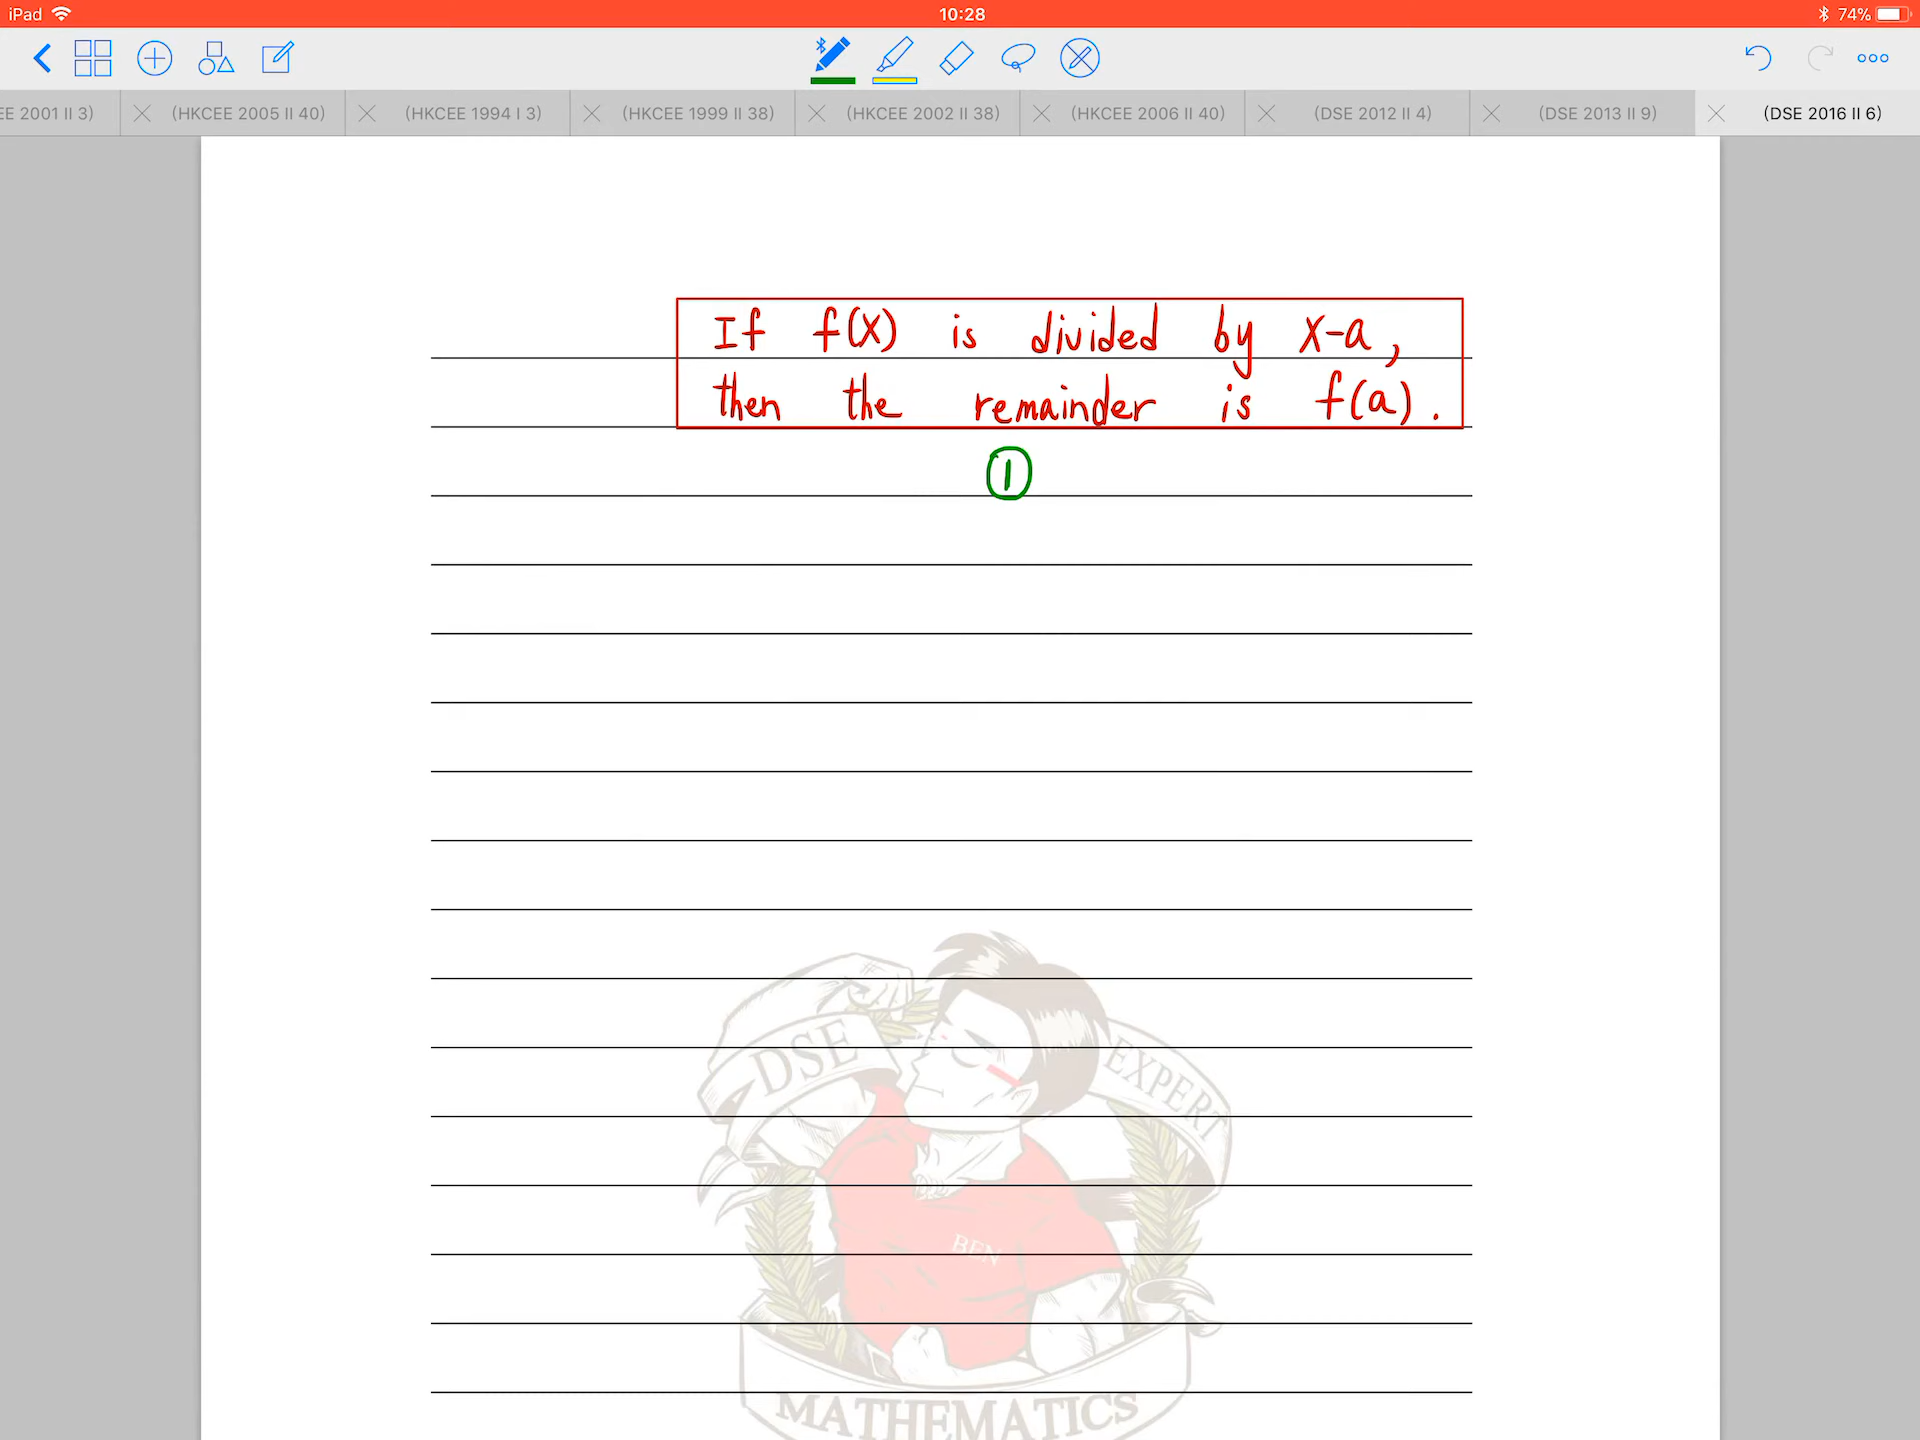 iPad 10:28 74%
EE 2001 II 3) (HKCEE 2005 II 40) (HKCEE 1994 I 3) (HKCEE 1999 II 38) (HKCEE 2002 II 38) (HKCEE 2006 II 40) (DSE 2012 II 4) (DSE 2013 II 9) (DSE 2016 II 6)
If f(x) is divided by x-a,
then the remainder is f(a).
①
DSE EXPERT
BEN
MATHEMATICS